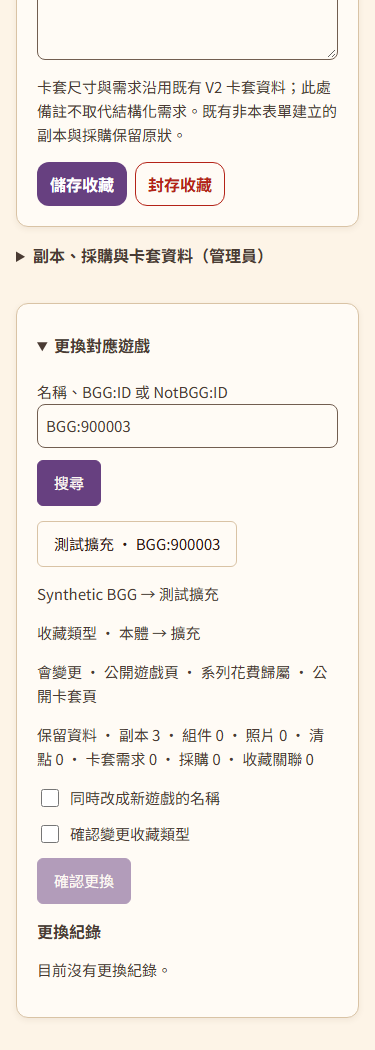 卡套尺寸與需求沿用既有 V2 卡套資料；此處
備註不取代結構化需求。既有非本表單建立的
副本與採購保留原狀。
儲存收藏
封存收藏
▶ 副本、採購與卡套資料（管理員）
▼ 更換對應遊戲
名稱、BGG:ID 或 NotBGG:ID
BGG:900003
搜尋
測試擴充 · BGG:900003
Synthetic BGG → 測試擴充
收藏類型 · 本體 → 擴充
會變更 · 公開遊戲頁 · 系列花費歸屬 · 公
開卡套頁
保留資料 · 副本 3 · 組件 0 · 照片 0 · 清
點 0 · 卡套需求 0 · 採購 0 · 收藏關聯 0
同時改成新遊戲的名稱
確認變更收藏類型
確認更換
更換紀錄
目前沒有更換紀錄。